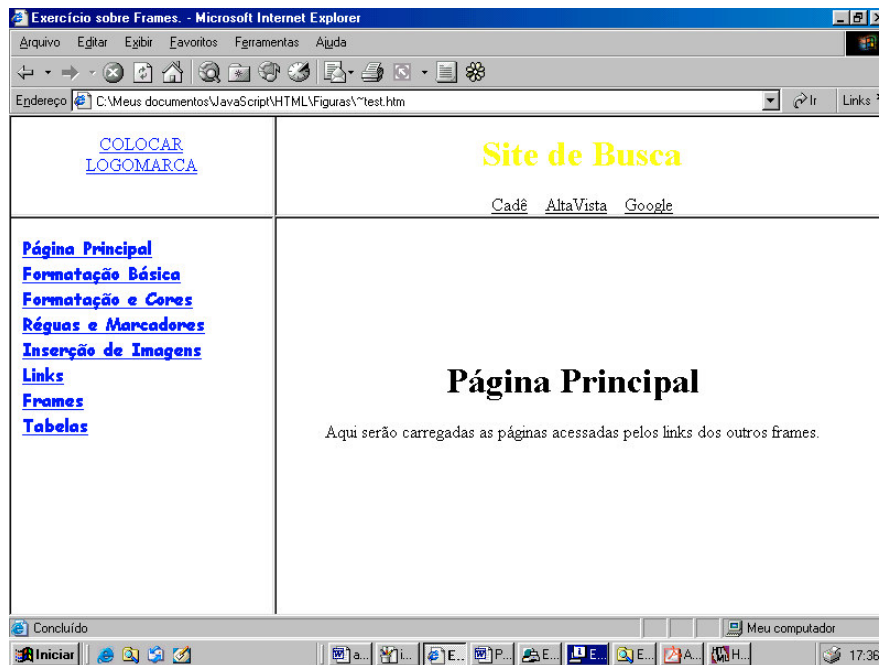 Exercício sobre Frames. - Microsoft Internet Explorer
Arquivo Editar Exibir Favoritos Ferramentas Ajuda
Endereço C:\Meus documentos\JavaScript\HTML\Figuras\~test.htm Ir Links
COLOCAR
LOGOMARCA
Site de Busca
Cadê AltaVista Google
Página Principal
Formatação Básica
Formatação e Cores
Réguas e Marcadores
Inserção de Imagens
Links
Frames
Tabelas
Página Principal
Aqui serão carregadas as páginas acessadas pelos links dos outros frames.
Concluído Meu computador
Iniciar a... i... E... P... E... E... E... A... H... 17:36